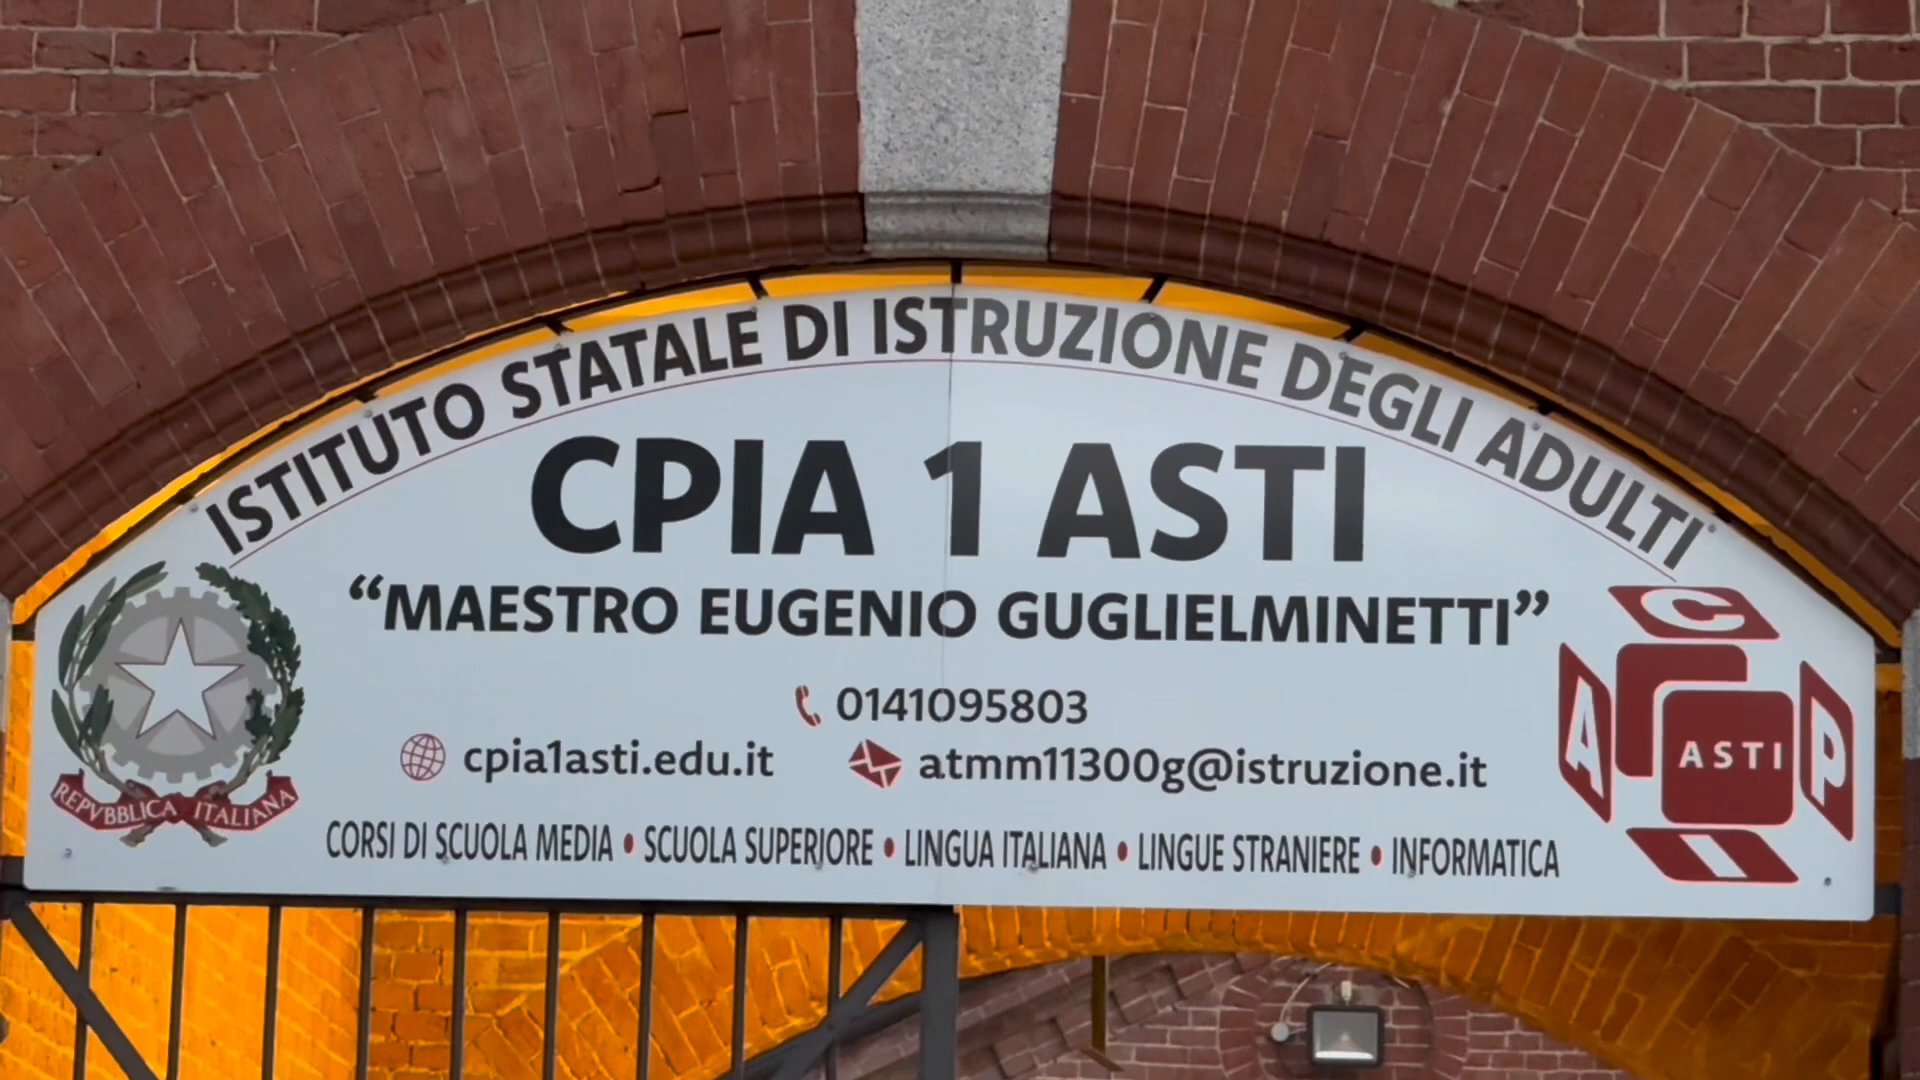 ISTITUTO STATALE DI ISTRUZIONE DEGLI ADULTI
CPIA 1 ASTI
“MAESTRO EUGENIO GUGLIELMINETTI”
0141095803
cpia1asti.edu.it
atmm11300g@istruzione.it
CORSI DI SCUOLA MEDIA • SCUOLA SUPERIORE • LINGUA ITALIANA • LINGUE STRANIERE • INFORMATICA
REPVBBLICA ITALIANA
C
P
I
A
ASTI